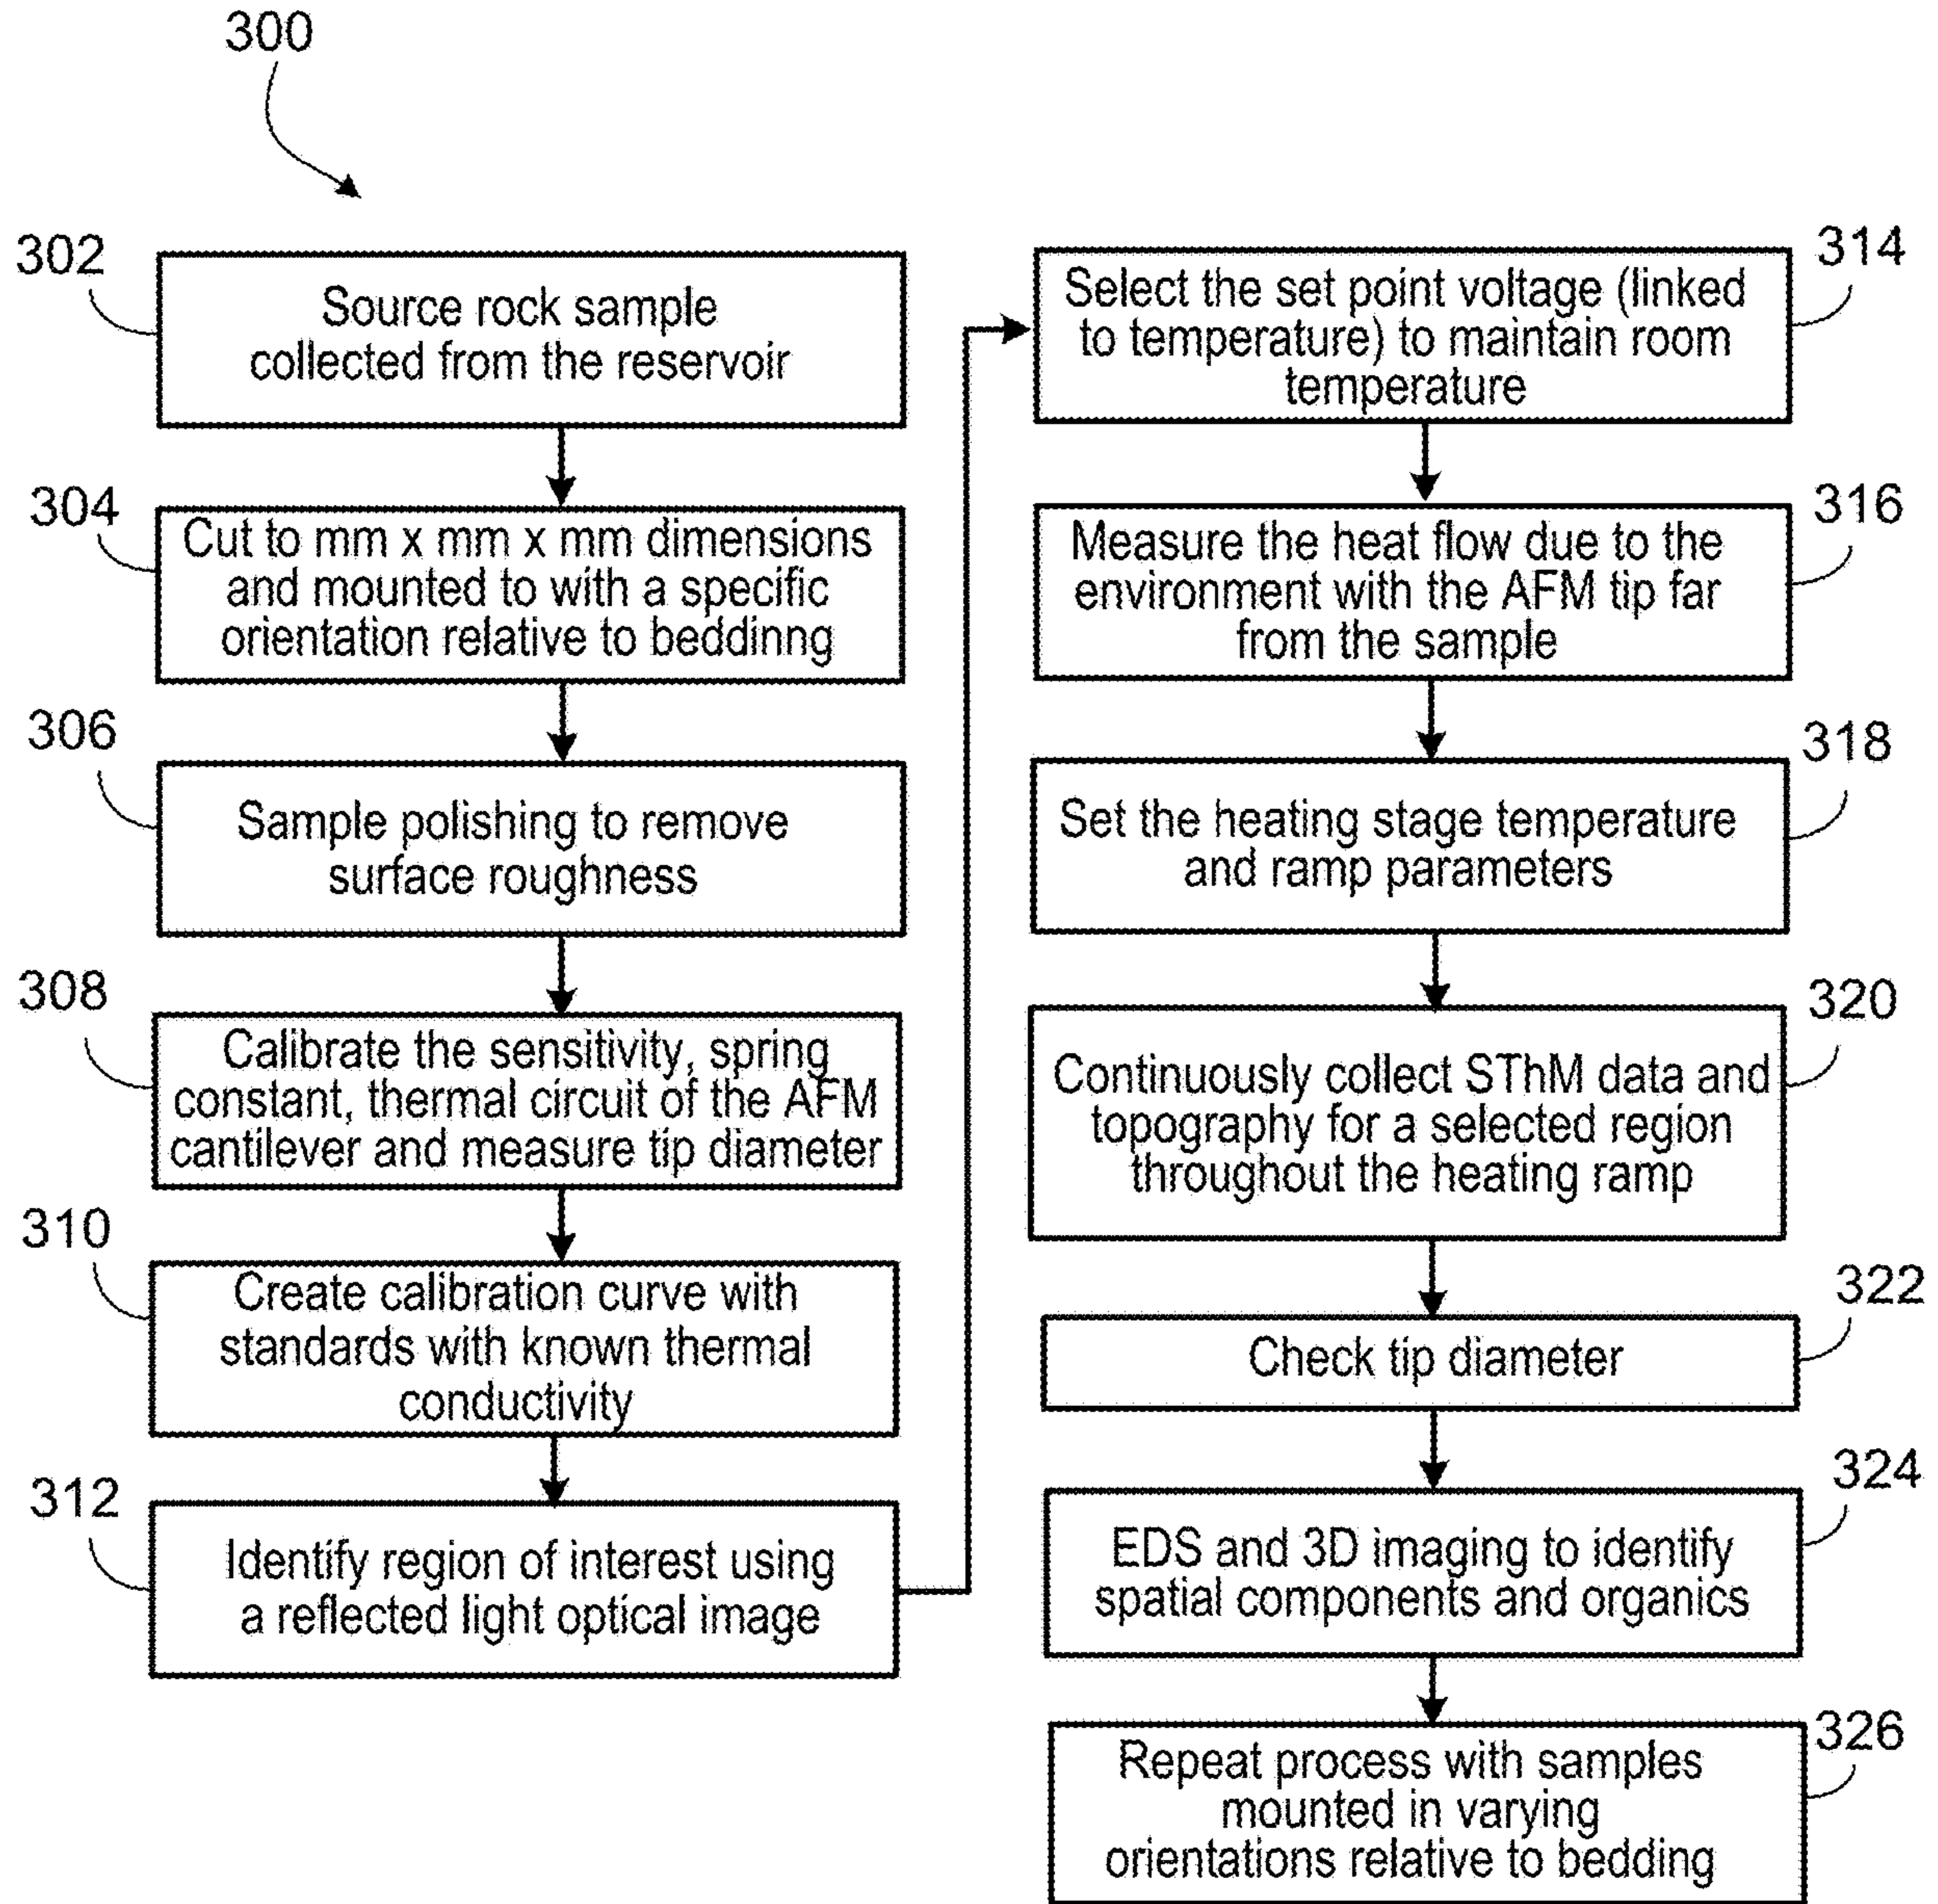 300
302
Source rock sample
collected from the reservoir
304
Cut to mm x mm x mm dimensions
and mounted to with a specific
orientation relative to beddinng
306
Sample polishing to remove
surface roughness
308
Calibrate the sensitivity, spring
constant, thermal circuit of the AFM
cantilever and measure tip diameter
310
Create calibration curve with
standards with known thermal
conductivity
312
Identify region of interest using
a reflected light optical image
314
Select the set point voltage (linked
to temperature) to maintain room
temperature
316
Measure the heat flow due to the
environment with the AFM tip far
from the sample
318
Set the heating stage temperature
and ramp parameters
320
Continuously collect SThM data and
topography for a selected region
throughout the heating ramp
322
Check tip diameter
324
EDS and 3D imaging to identify
spatial components and organics
326
Repeat process with samples
mounted in varying
orientations relative to bedding